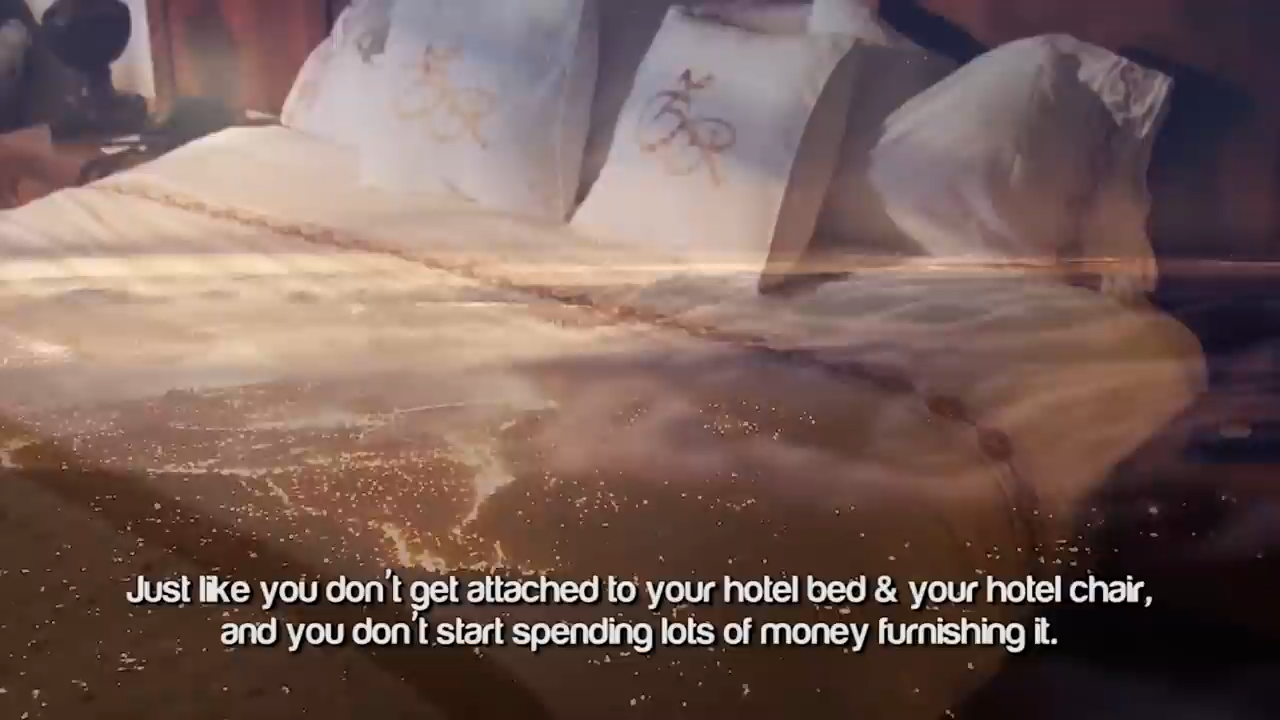 Just like you don't get attached to your hotel bed & your hotel chair,
and you don't start spending lots of money furnishing it.